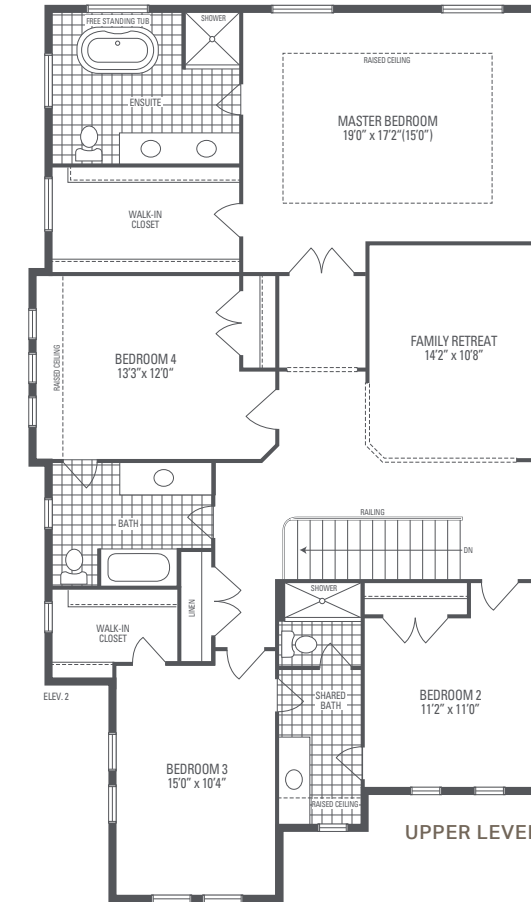 FREE STANDING TUB
SHOWER
ENSUITE
RAISED CEILING
MASTER BEDROOM
19'0" x 17'2"(15'0")
WALK-IN
CLOSET
RAISED CEILING
BEDROOM 4
13'3" x 12'0"
FAMILY RETREAT
14'2" x 10'8"
BATH
RAILING
DN
LINEN
SHOWER
WALK-IN
CLOSET
ELEV. 2
SHARED
BATH
BEDROOM 2
11'2" x 11'0"
BEDROOM 3
15'0" x 10'4"
RAISED CEILING
UPPER LEVEL